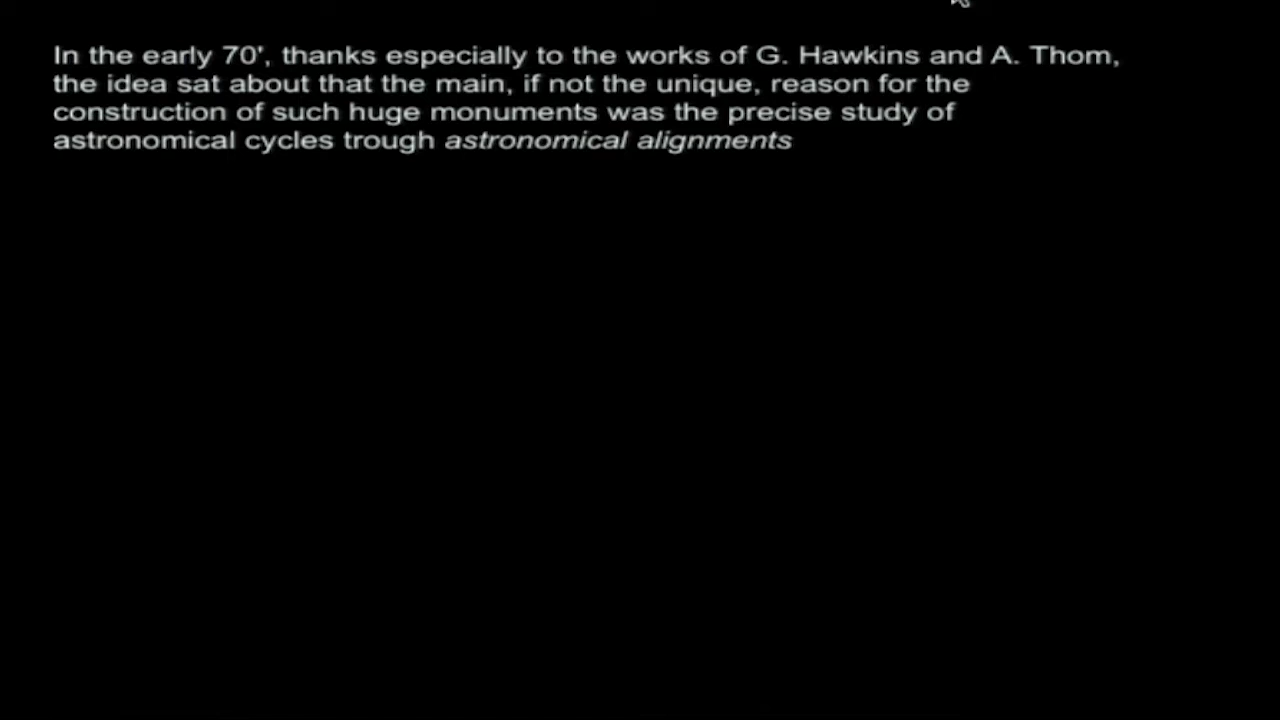 In the early 70', thanks especially to the works of G. Hawkins and A. Thom,
the idea sat about that the main, if not the unique, reason for the
construction of such huge monuments was the precise study of
astronomical cycles trough astronomical alignments